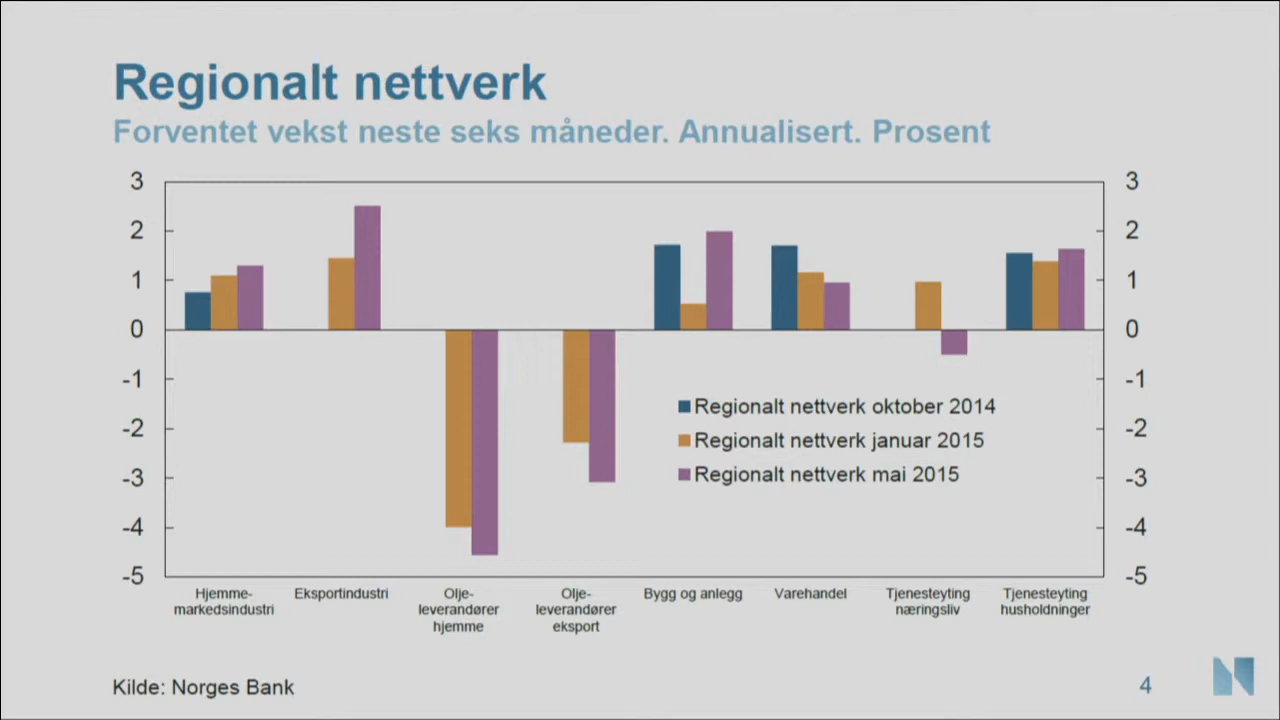 Regionalt nettverk
Forventet vekst neste seks måneder. Annualisert. Prosent
3 3
2 2
1 1
0 0
-1 -1
-2 -2
-3 -3
-4 -4
-5 -5
Regionalt nettverk oktober 2014
Regionalt nettverk januar 2015
Regionalt nettverk mai 2015
Hjemme-
markedsindustri
Eksportindustri
Olje-
leverandører
hjemme
Olje-
leverandører
eksport
Bygg og anlegg
Varehandel
Tjenesteyting
næringsliv
Tjenesteyting
husholdninger
Kilde: Norges Bank
4